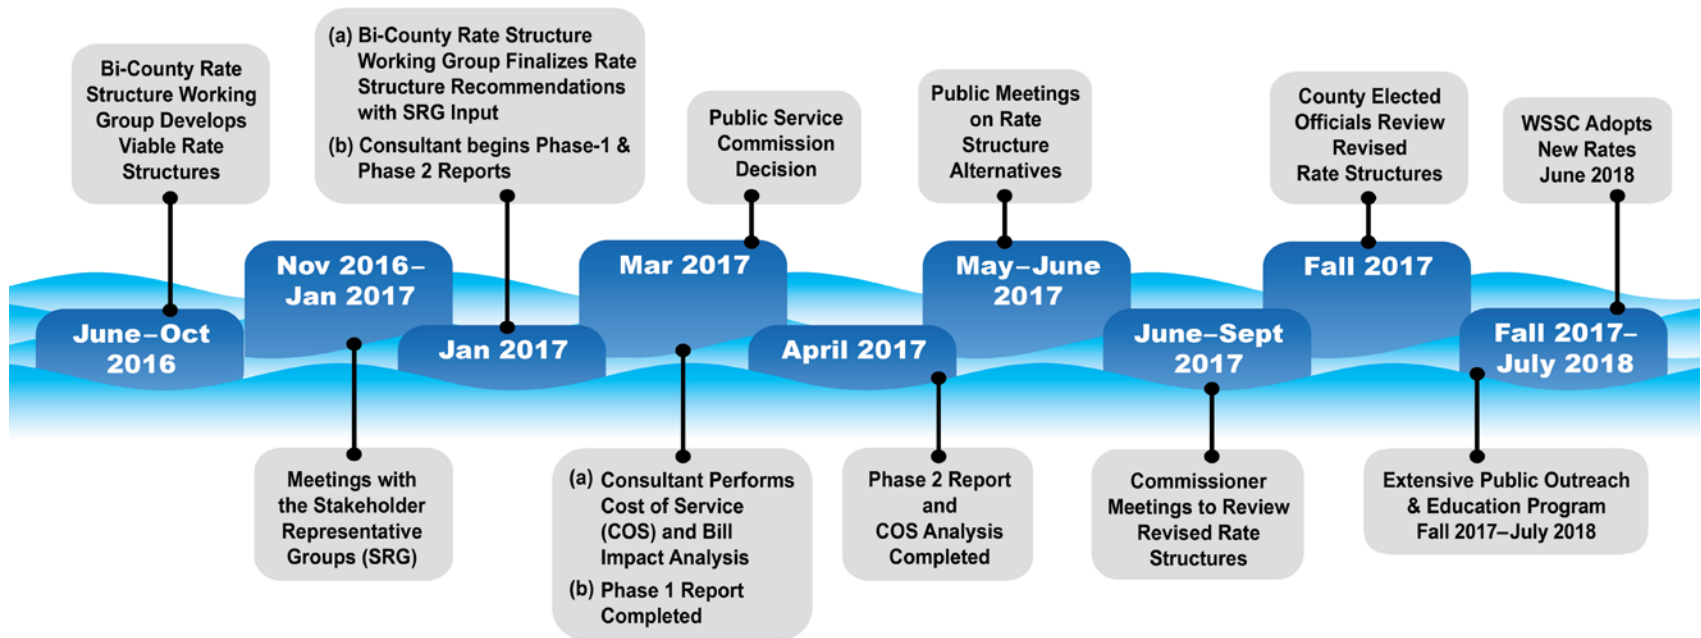 Bi-County Rate
Structure Working
Group Develops
Viable Rate
Structures
(a) Bi-County Rate Structure
Working Group Finalizes Rate
Structure Recommendations
with SRG Input
(b) Consultant begins Phase-1 &
Phase 2 Reports
Public Service
Commission
Decision
Public Meetings
on Rate
Structure
Alternatives
County Elected
Officials Review
Revised
Rate Structures
WSSC Adopts
New Rates
June 2018
June–Oct
2016
Nov 2016–
Jan 2017
Jan 2017
Mar 2017
April 2017
May–June
2017
June–Sept
2017
Fall 2017
Fall 2017–
July 2018
Meetings with
the Stakeholder
Representative
Groups (SRG)
(a) Consultant Performs
Cost of Service
(COS) and Bill
Impact Analysis
(b) Phase 1 Report
Completed
Phase 2 Report
and
COS Analysis
Completed
Commissioner
Meetings to Review
Revised Rate
Structures
Extensive Public Outreach
& Education Program
Fall 2017–July 2018